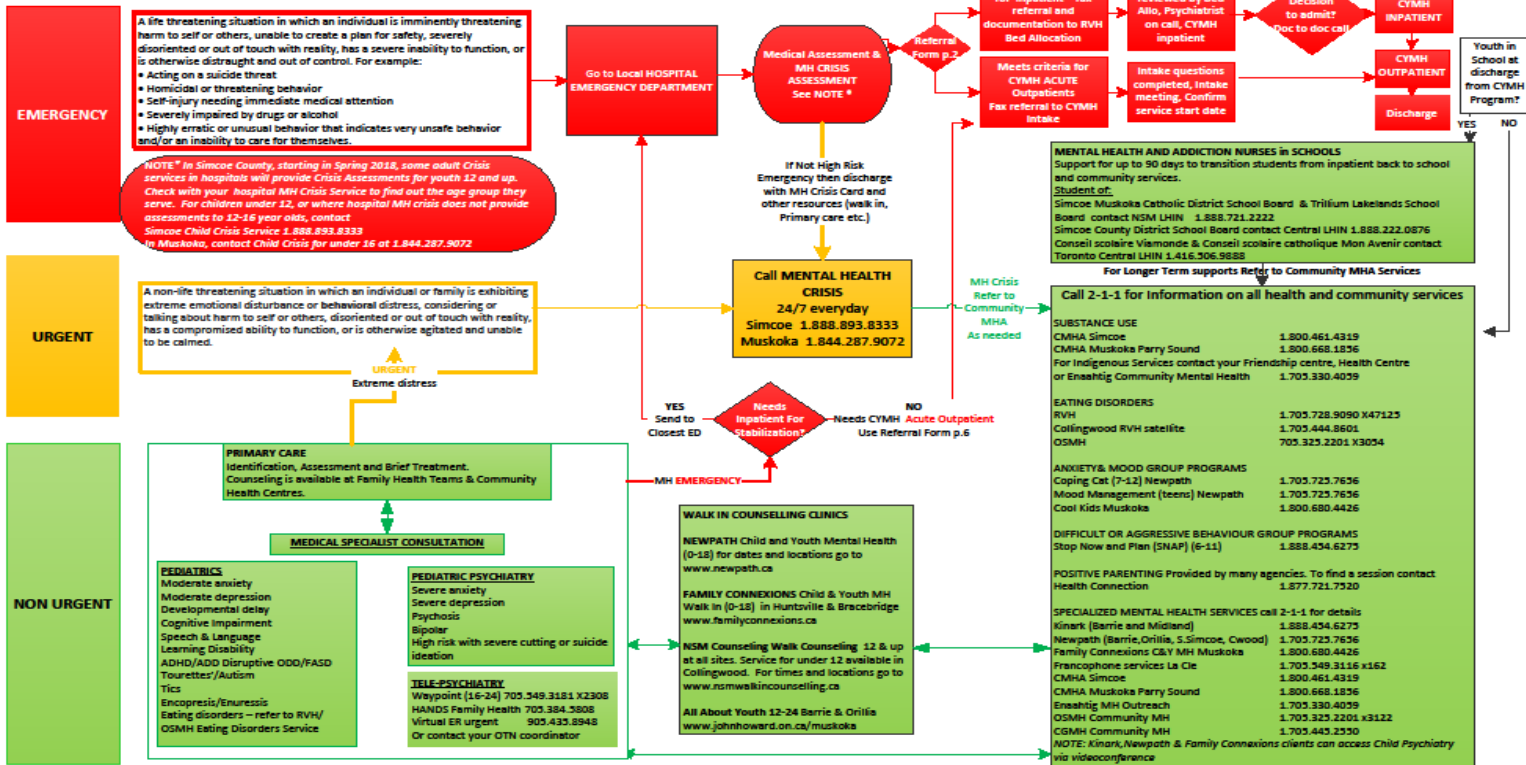 EMERGENCY
A life threatening situation in which an individual is imminently threatening
harm to self or others, unable to create a plan for safety, severely
disoriented or out of touch with reality, has a severe inability to function, or
is otherwise distraught and out of control. For example:
• Acting on a suicide threat
• Homicidal or threatening behavior
• Self-injury needing immediate medical attention
• Severely impaired by drugs or alcohol
• Highly erratic or unusual behavior that indicates very unsafe behavior
and/or an inability to care for themselves.
NOTE* In Simcoe County, starting in Spring 2018, some adult Crisis
services in hospitals will provide Crisis Assessments for youth 12 and up.
Check with your hospital MH Crisis Service to find out the age group they
serve. For children under 12, or where hospital MH crisis does not provide
assessments to 12-16 year olds, contact
Simcoe Child Crisis Service 1.888.893.8333
In Muskoka, contact Child Crisis for under 16 at 1.844.287.9072
Go to Local HOSPITAL
EMERGENCY DEPARTMENT
Medical Assessment &
MH CRISIS
ASSESSMENT
See NOTE *
Referral
Form p.2
referral and
documentation to RVH
Bed Allocation
Allo, Psychiatrist
on call, CYMH
inpatient
Decision
to admit?
Doc to doc call
CYMH
INPATIENT
Meets criteria for
CYMH ACUTE
Outpatients
Fax referral to CYMH
Intake
Intake questions
completed, Intake
meeting, Confirm
service start date
CYMH
OUTPATIENT
Discharge
Youth in
School at
discharge
from CYMH
Program?
YES
NO
If Not High Risk
Emergency then discharge
with MH Crisis Card and
other resources (walk in,
Primary care etc.)
MENTAL HEALTH AND ADDICTION NURSES in SCHOOLS
Support for up to 90 days to transition students from inpatient back to school
and community services.
Student of:
Simcoe Muskoka Catholic District School Board & Trillium Lakelands School
Board contact NSM LHIN 1.888.721.2222
Simcoe County District School Board contact Central LHIN 1.888.222.0876
Conseil scolaire Viamonde & Conseil scolaire catholique Mon Avenir contact
Toronto Central LHIN 1.416.506.9888
For Longer Term supports Refer to Community MHA Services
URGENT
A non-life threatening situation in which an individual or family is exhibiting
extreme emotional disturbance or behavioral distress, considering or
talking about harm to self or others, disoriented or out of touch with reality,
has a compromised ability to function, or is otherwise agitated and unable
to be calmed.
URGENT
Extreme distress
Call MENTAL HEALTH
CRISIS
24/7 everyday
Simcoe 1.888.893.8333
Muskoka 1.844.287.9072
MH Crisis
Refer to
Community
MHA
As needed
YES
Send to
Closest ED
Needs
Inpatient For
Stabilization?
NO
Needs CYMH Acute Outpatient
Use Referral Form p.6
MH EMERGENCY
NON URGENT
PRIMARY CARE
Identification, Assessment and Brief Treatment.
Counseling is available at Family Health Teams & Community
Health Centres.
MEDICAL SPECIALIST CONSULTATION
PEDIATRICS
Moderate anxiety
Moderate depression
Developmental delay
Cognitive Impairment
Speech & Language
Learning Disability
ADHD/ADD Disruptive ODD/FASD
Tourettes'/Autism
Tics
Encopresis/Enuressis
Eating disorders – refer to RVH/
OSMH Eating Disorders Service
PEDIATRIC PSYCHIATRY
Severe anxiety
Severe depression
Psychosis
Bipolar
High risk with severe cutting or suicide
ideation
TELE-PSYCHIATRY
Waypoint (16-24) 705.549.3181 X2308
HANDS Family Health 705.384.5808
Virtual ER urgent 905.435.8948
Or contact your OTN coordinator
WALK IN COUNSELLING CLINICS
NEWPATH Child and Youth Mental Health
(0-18) for dates and locations go to
www.newpath.ca
FAMILY CONNEXIONS Child & Youth MH
Walk In (0-18) in Huntsville & Bracebridge
www.familyconnexions.ca
NSM Counseling Walk Counseling 12 & up
at all sites. Service for under 12 available in
Collingwood. For times and locations go to
www.nsmwalkincounselling.ca
All About Youth 12-24 Barrie & Orillia
www.johnhoward.on.ca/muskoka
Call 2-1-1 for Information on all health and community services
SUBSTANCE USE
CMHA Simcoe 1.800.461.4319
CMHA Muskoka Parry Sound 1.800.668.1856
For Indigenous Services contact your Friendship centre, Health Centre
or Enaahtig Community Mental Health 1.705.330.4059
EATING DISORDERS
RVH 1.705.728.9090 X47125
Collingwood RVH satellite 1.705.444.8601
OSMH 705.325.2201 X3054
ANXIETY& MOOD GROUP PROGRAMS
Coping Cat (7-12) Newpath 1.705.725.7656
Mood Management (teens) Newpath 1.705.725.7656
Cool Kids Muskoka 1.800.680.4426
DIFFICULT OR AGGRESSIVE BEHAVIOUR GROUP PROGRAMS
Stop Now and Plan (SNAP) (6-11) 1.888.454.6275
POSITIVE PARENTING Provided by many agencies. To find a session contact
Health Connection 1.877.721.7520
SPECIALIZED MENTAL HEALTH SERVICES call 2-1-1 for details
Kinark (Barrie and Midland) 1.888.454.6275
Newpath (Barrie,Orillia, S.Simcoe, Cwood) 1.705.725.7656
Family Connexions C&Y MH Muskoka 1.800.680.4426
Francophone services La Cle 1.705.549.3116 x162
CMHA Simcoe 1.800.461.4319
CMHA Muskoka Parry Sound 1.800.668.1856
Enaahtig MH Outreach 1.705.330.4059
OSMH Community MH 1.705.325.2201 x3122
CGMH Community MH 1.705.445.2550
NOTE: Kinark,Newpath & Family Connexions clients can access Child Psychiatry
via videoconference